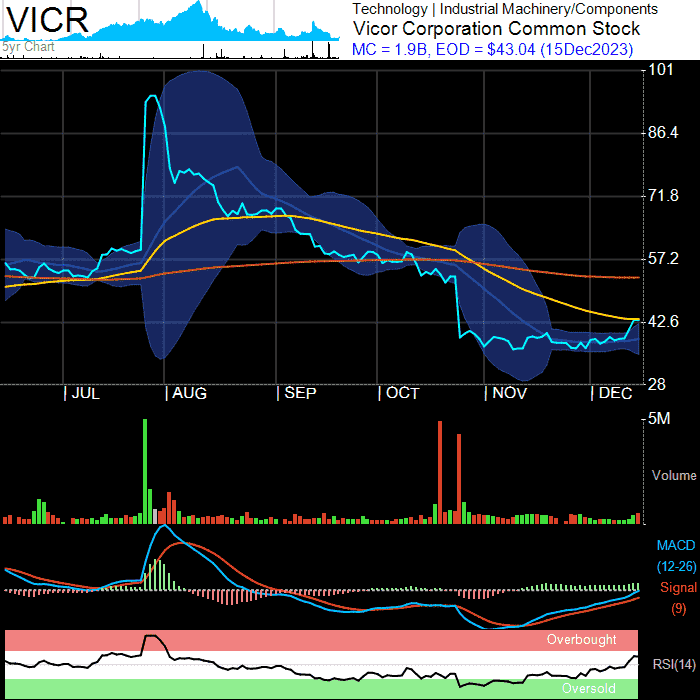 VICR
5yr Chart
Technology | Industrial Machinery/Components
Vicor Corporation Common Stock
MC = 1.9B, EOD = $43.04 (15Dec2023)
101
86.4
71.8
57.2
42.6
28
| JUL | AUG | SEP | OCT | NOV | DEC
5M
Volume
MACD
(12-26)
Signal
(9)
Overbought
RSI(14)
Oversold